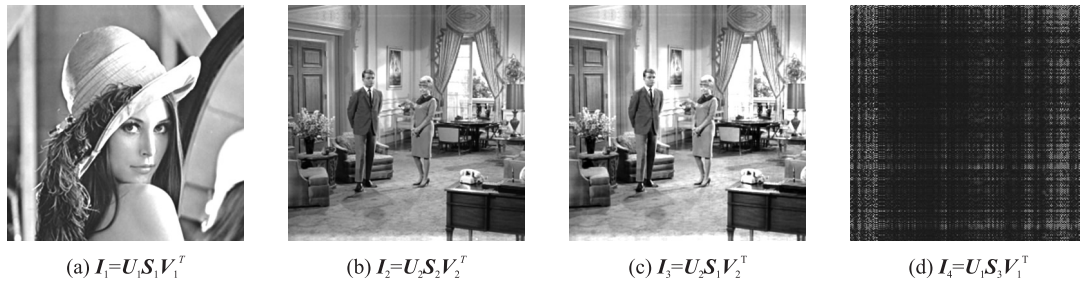 (a) I₁=U₁S₁V₁ᵀ
(b) I₂=U₂S₂V₂ᵀ
(c) I₃=U₂S₁V₂ᵀ
(d) I₄=U₁S₃V₁ᵀ